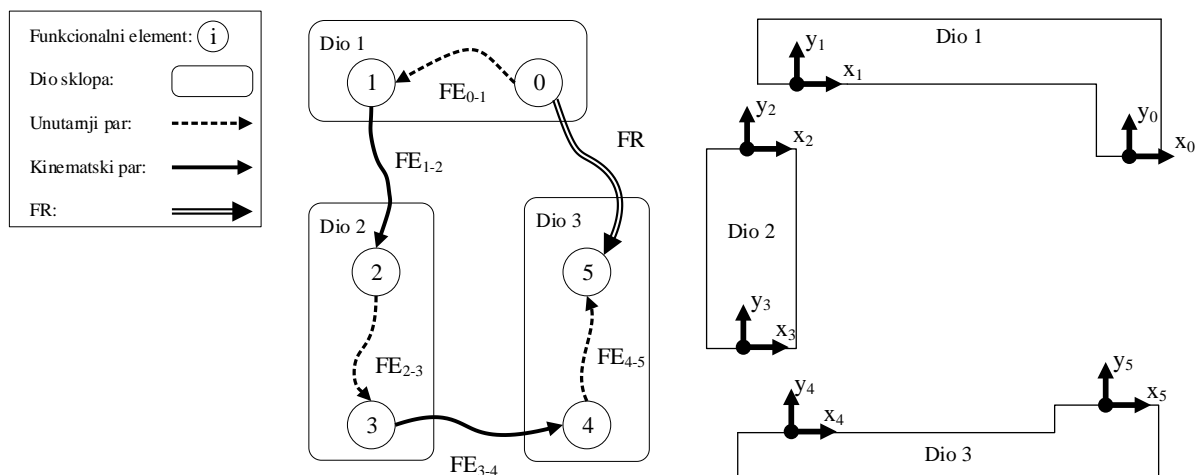 Funkcionalni element: i
Dio sklopa:
Unutarnji par:
Kinematski par:
FR:
Dio 1
1
0
FE0-1
FE1-2
FR
Dio 2
2
FE2-3
3
Dio 3
5
FE4-5
4
FE3-4
Dio 1
y1
x1
y0
x0
y2
x2
Dio 2
y3
x3
y4
x4
y5
x5
Dio 3